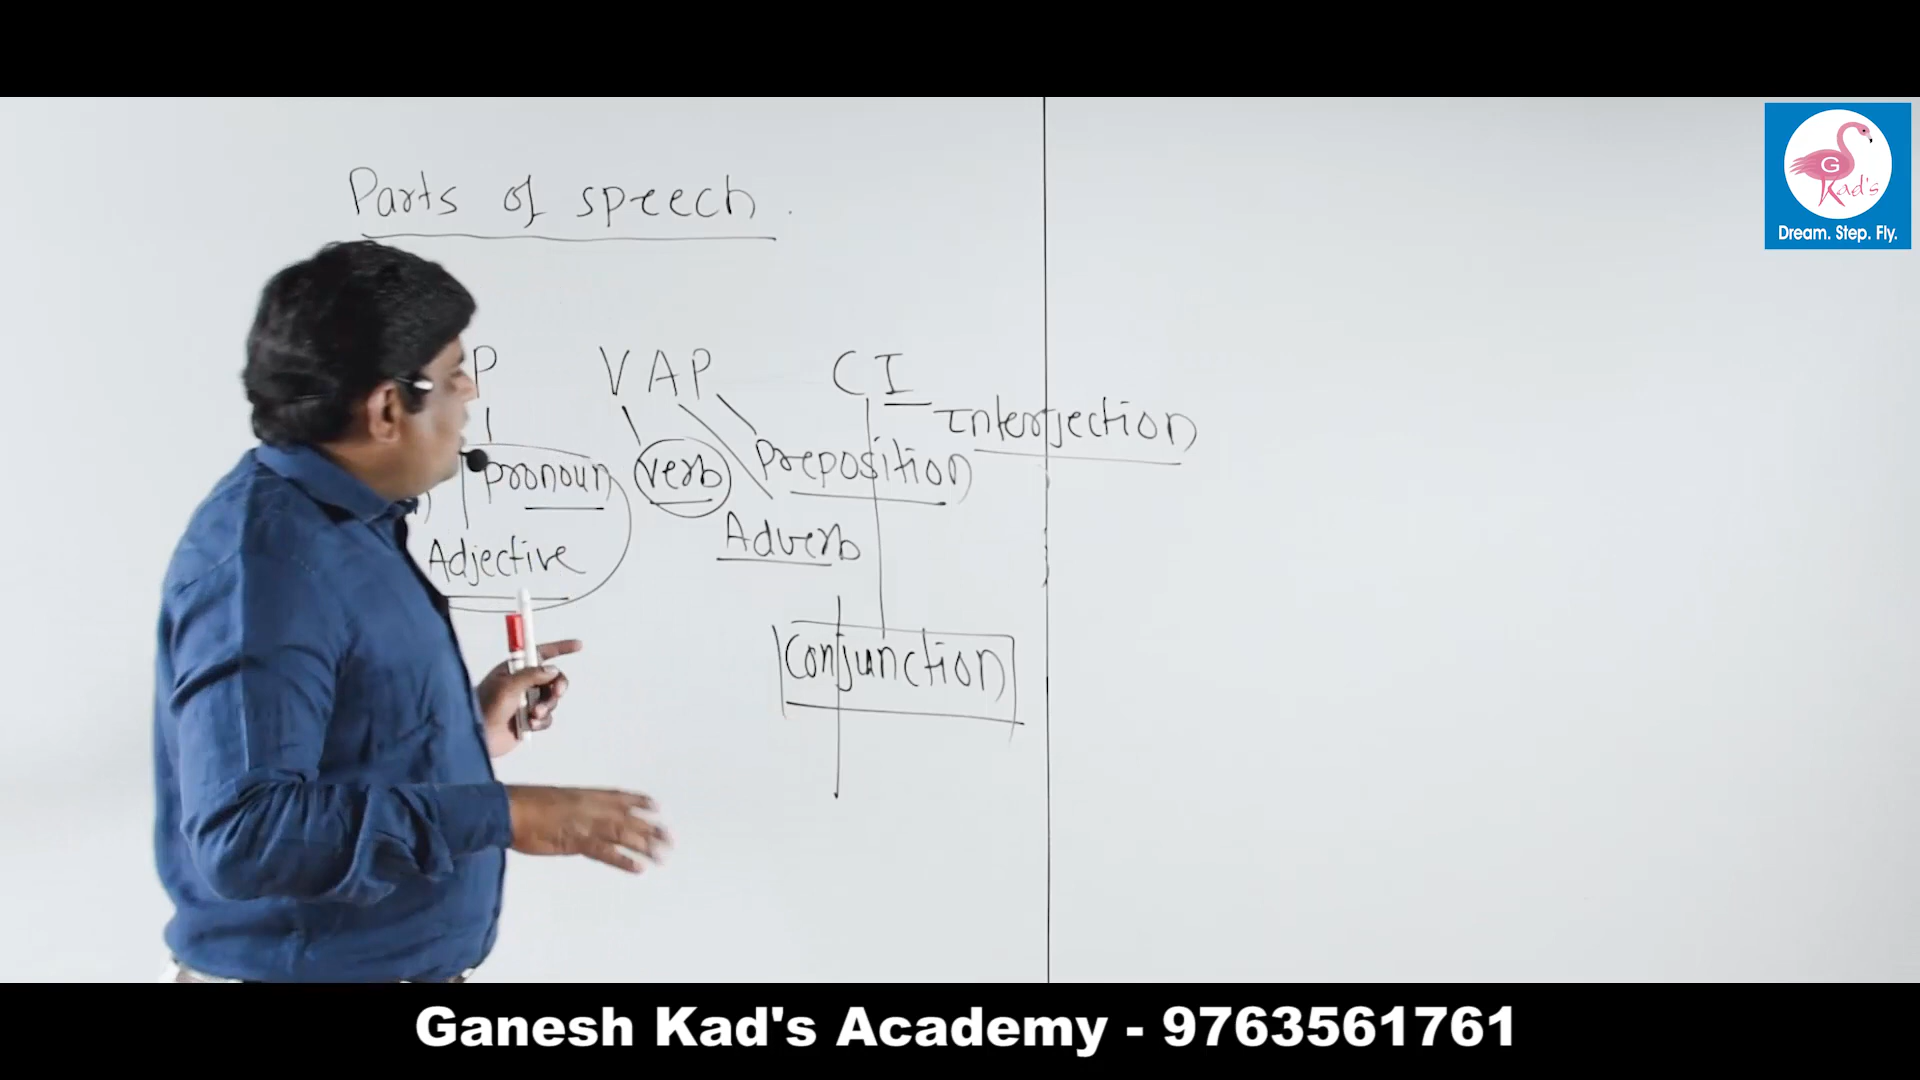 Parts of speech.
P VAP CI
Interjection
Pronoun verb Preposition
Adjective Adverb
Conjunction
G
Kad's
Dream. Step. Fly.
Ganesh Kad's Academy - 9763561761